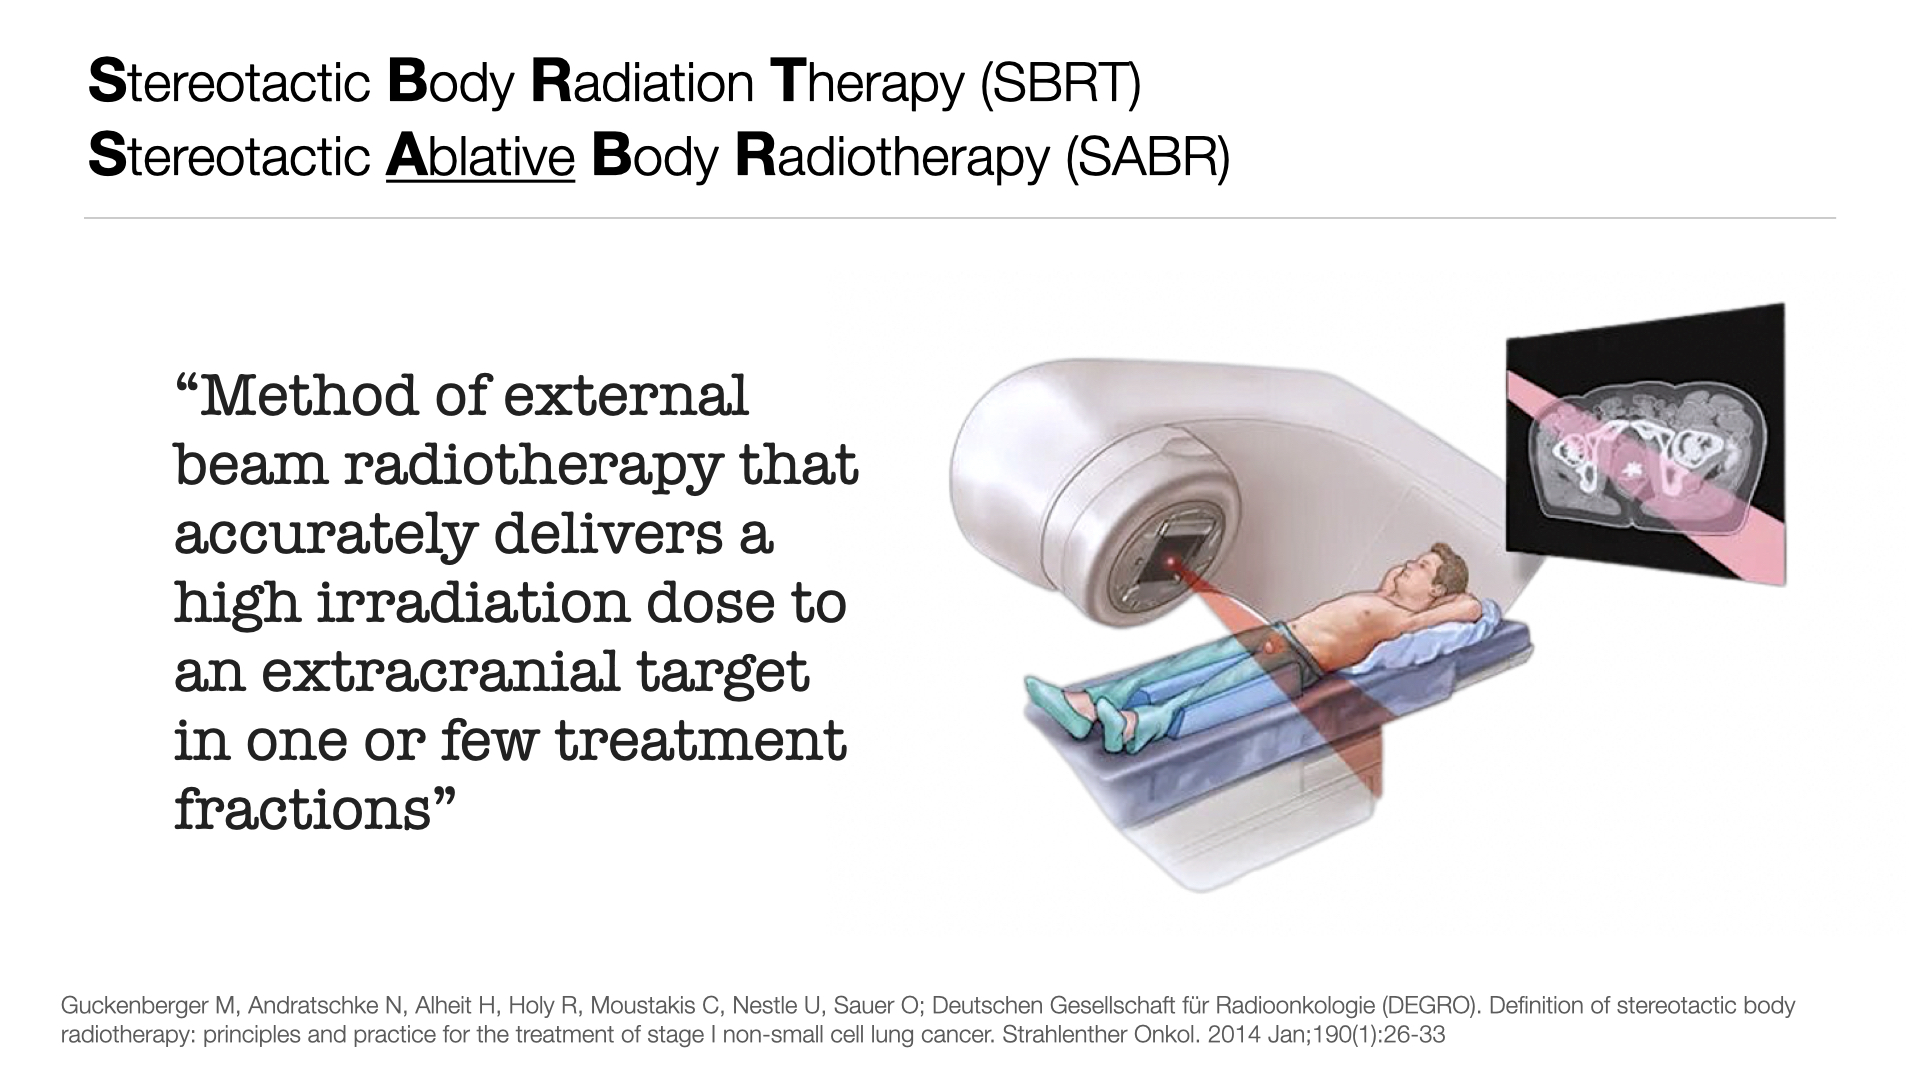 Stereotactic Body Radiation Therapy (SBRT)
Stereotactic Ablative Body Radiotherapy (SABR)
“Method of external
beam radiotherapy that
accurately delivers a
high irradiation dose to
an extracranial target
in one or few treatment
fractions”
Guckenberger M, Andratschke N, Alheit H, Holy R, Moustakis C, Nestle U, Sauer O; Deutschen Gesellschaft für Radioonkologie (DEGRO). Definition of stereotactic body
radiotherapy: principles and practice for the treatment of stage I non-small cell lung cancer. Strahlenther Onkol. 2014 Jan;190(1):26-33